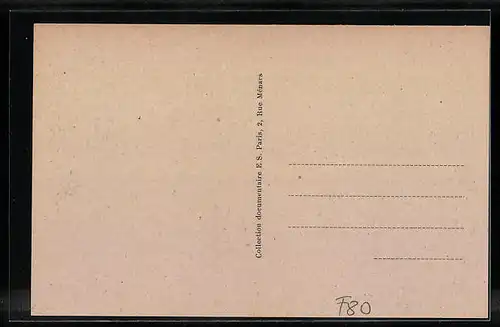 Collection documentaire E.S. Paris, 2, Rue Ménars
F80